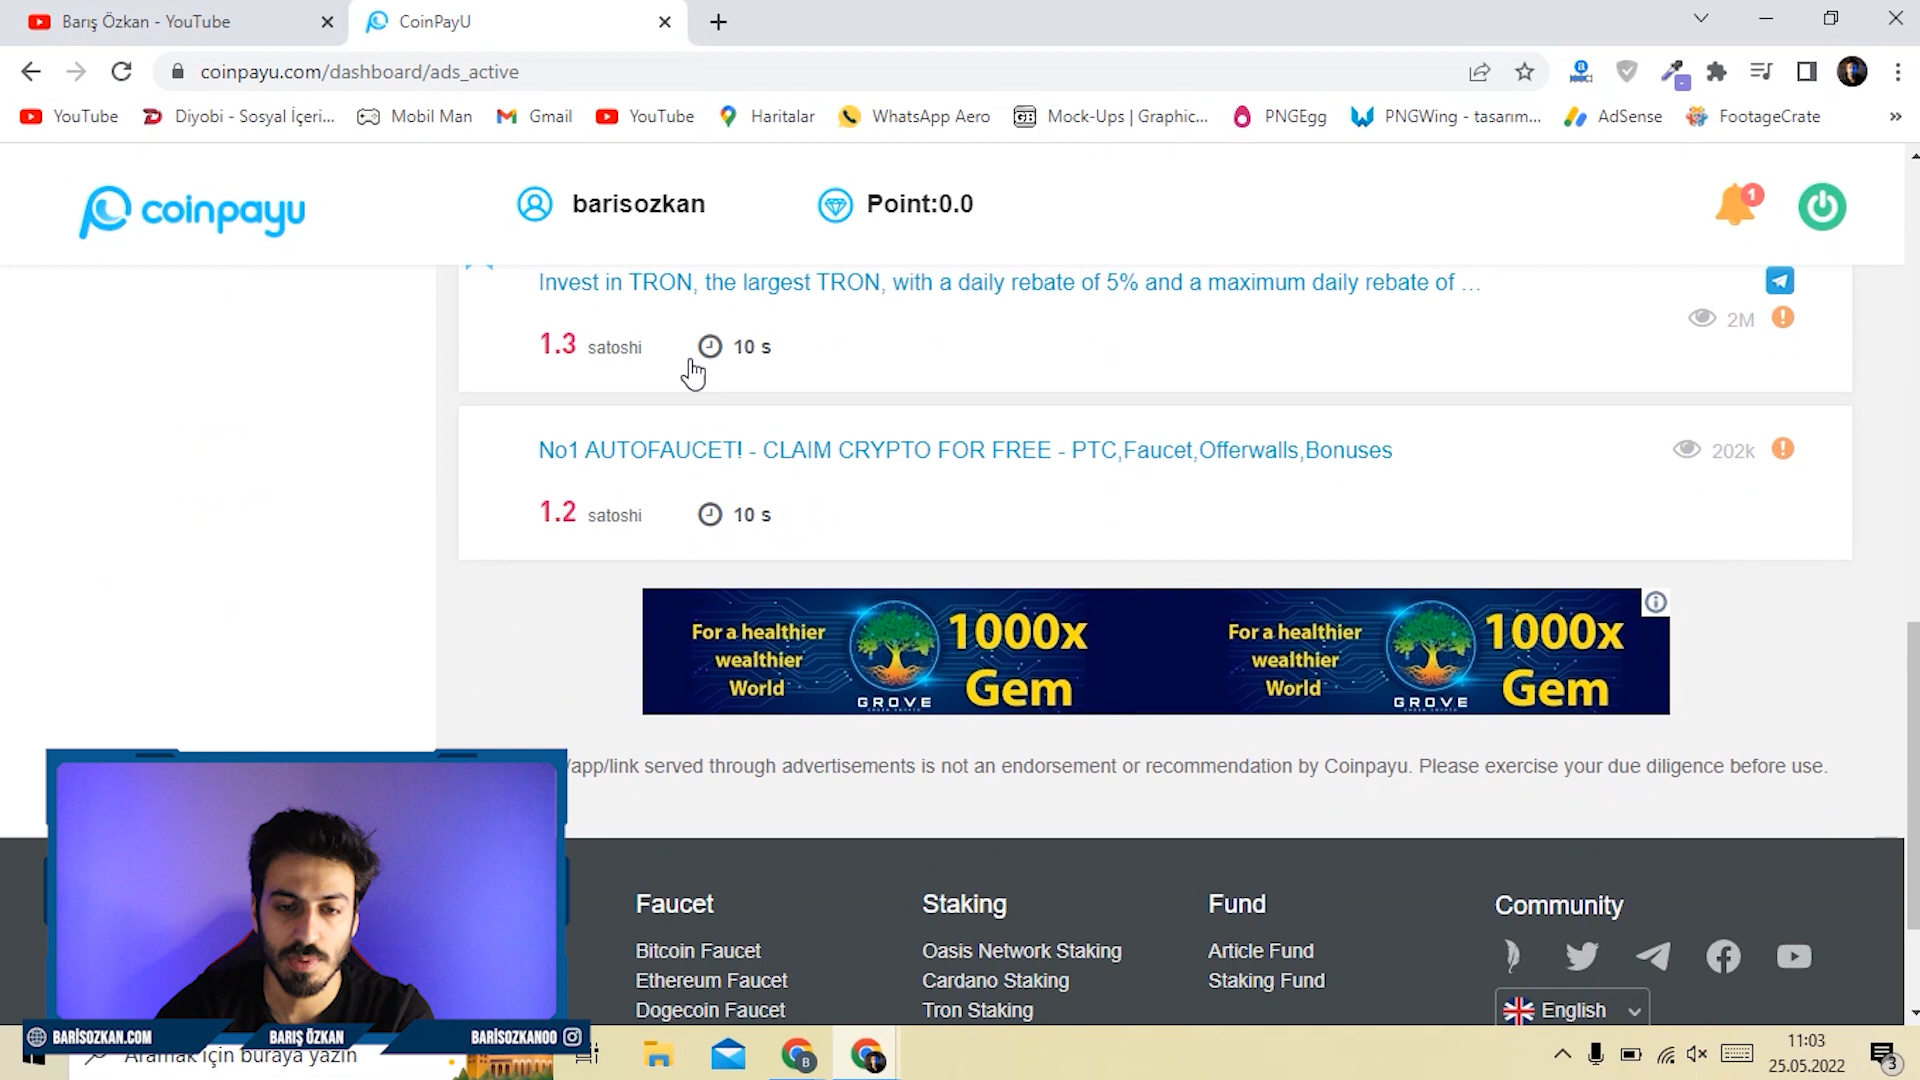 Barış Özkan - YouTube
CoinPayU
coinpayu.com/dashboard/ads_active
YouTube
Diyobi - Sosyal İçeri...
Mobil Man
Gmail
YouTube
Haritalar
WhatsApp Aero
Mock-Ups | Graphic...
PNGEgg
PNGWing - tasarım...
AdSense
FootageCrate
»
coinpayu
barisozkan
Point:0.0
1
Invest in TRON, the largest TRON, with a daily rebate of 5% and a maximum daily rebate of ...
2M
1.3 satoshi
10 s
No1 AUTOFAUCET! - CLAIM CRYPTO FOR FREE - PTC,Faucet,Offerwalls,Bonuses
202k
1.2 satoshi
10 s
For a healthier
wealthier
World
GROVE
1000x
Gem
For a healthier
wealthier
World
GROVE
1000x
Gem
/app/link served through advertisements is not an endorsement or recommendation by Coinpayu. Please exercise your due diligence before use.
Faucet
Bitcoin Faucet
Ethereum Faucet
Dogecoin Faucet
Staking
Oasis Network Staking
Cardano Staking
Tron Staking
Fund
Article Fund
Staking Fund
Community
English
BARİSOZKAN.COM
BARIŞ ÖZKAN
BARİSOZKANOO
Aramak için buraya yazın
B
11:03
25.05.2022
3